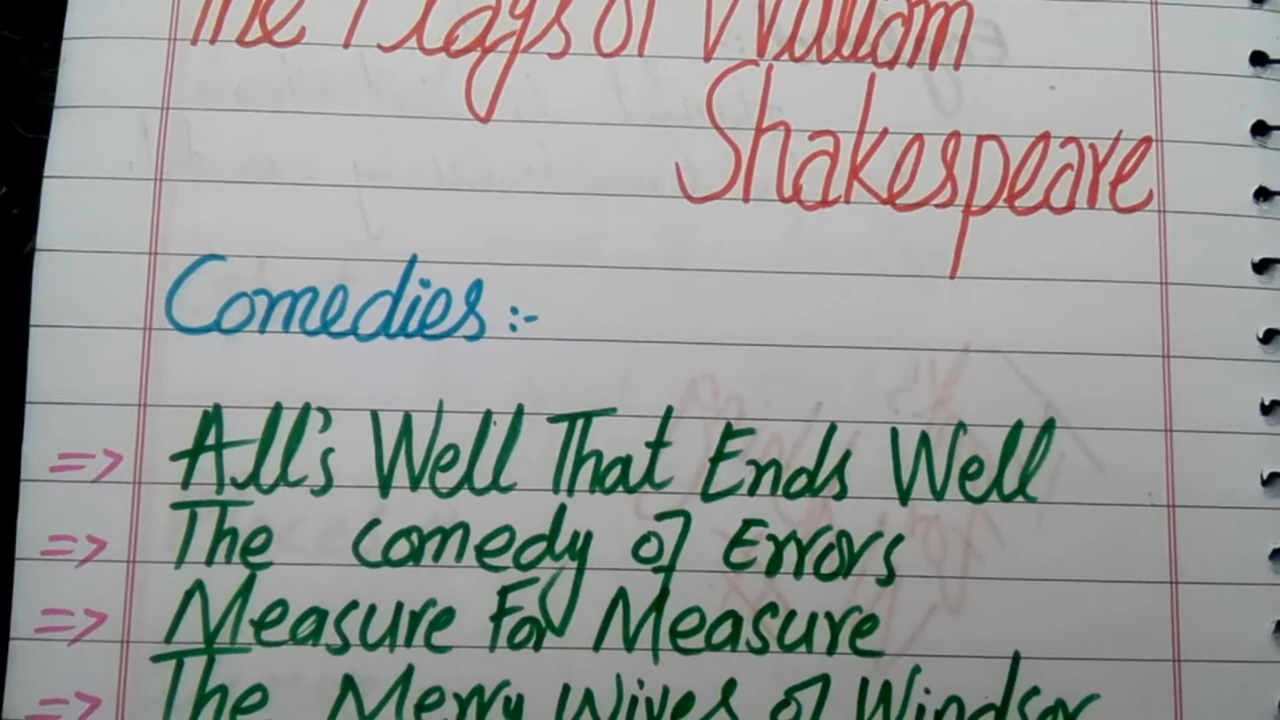 The Plays of William
Shakespeare
Comedies :-
=> All's Well That Ends Well
=> The comedy of Errors
=> Measure For Measure
=> The Merry Wives of Windsor